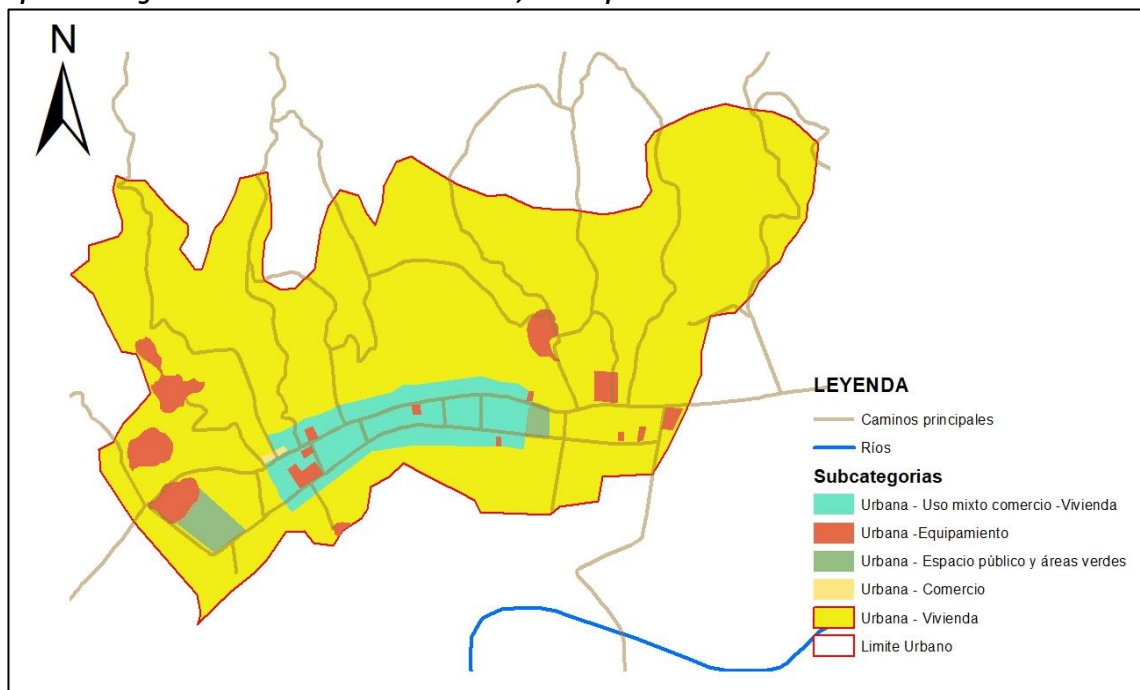 N
LEYENDA
Caminos principales
Ríos
Subcategorias
Urbana - Uso mixto comercio -Vivienda
Urbana -Equipamiento
Urbana - Espacio público y áreas verdes
Urbana - Comercio
Urbana - Vivienda
Limite Urbano